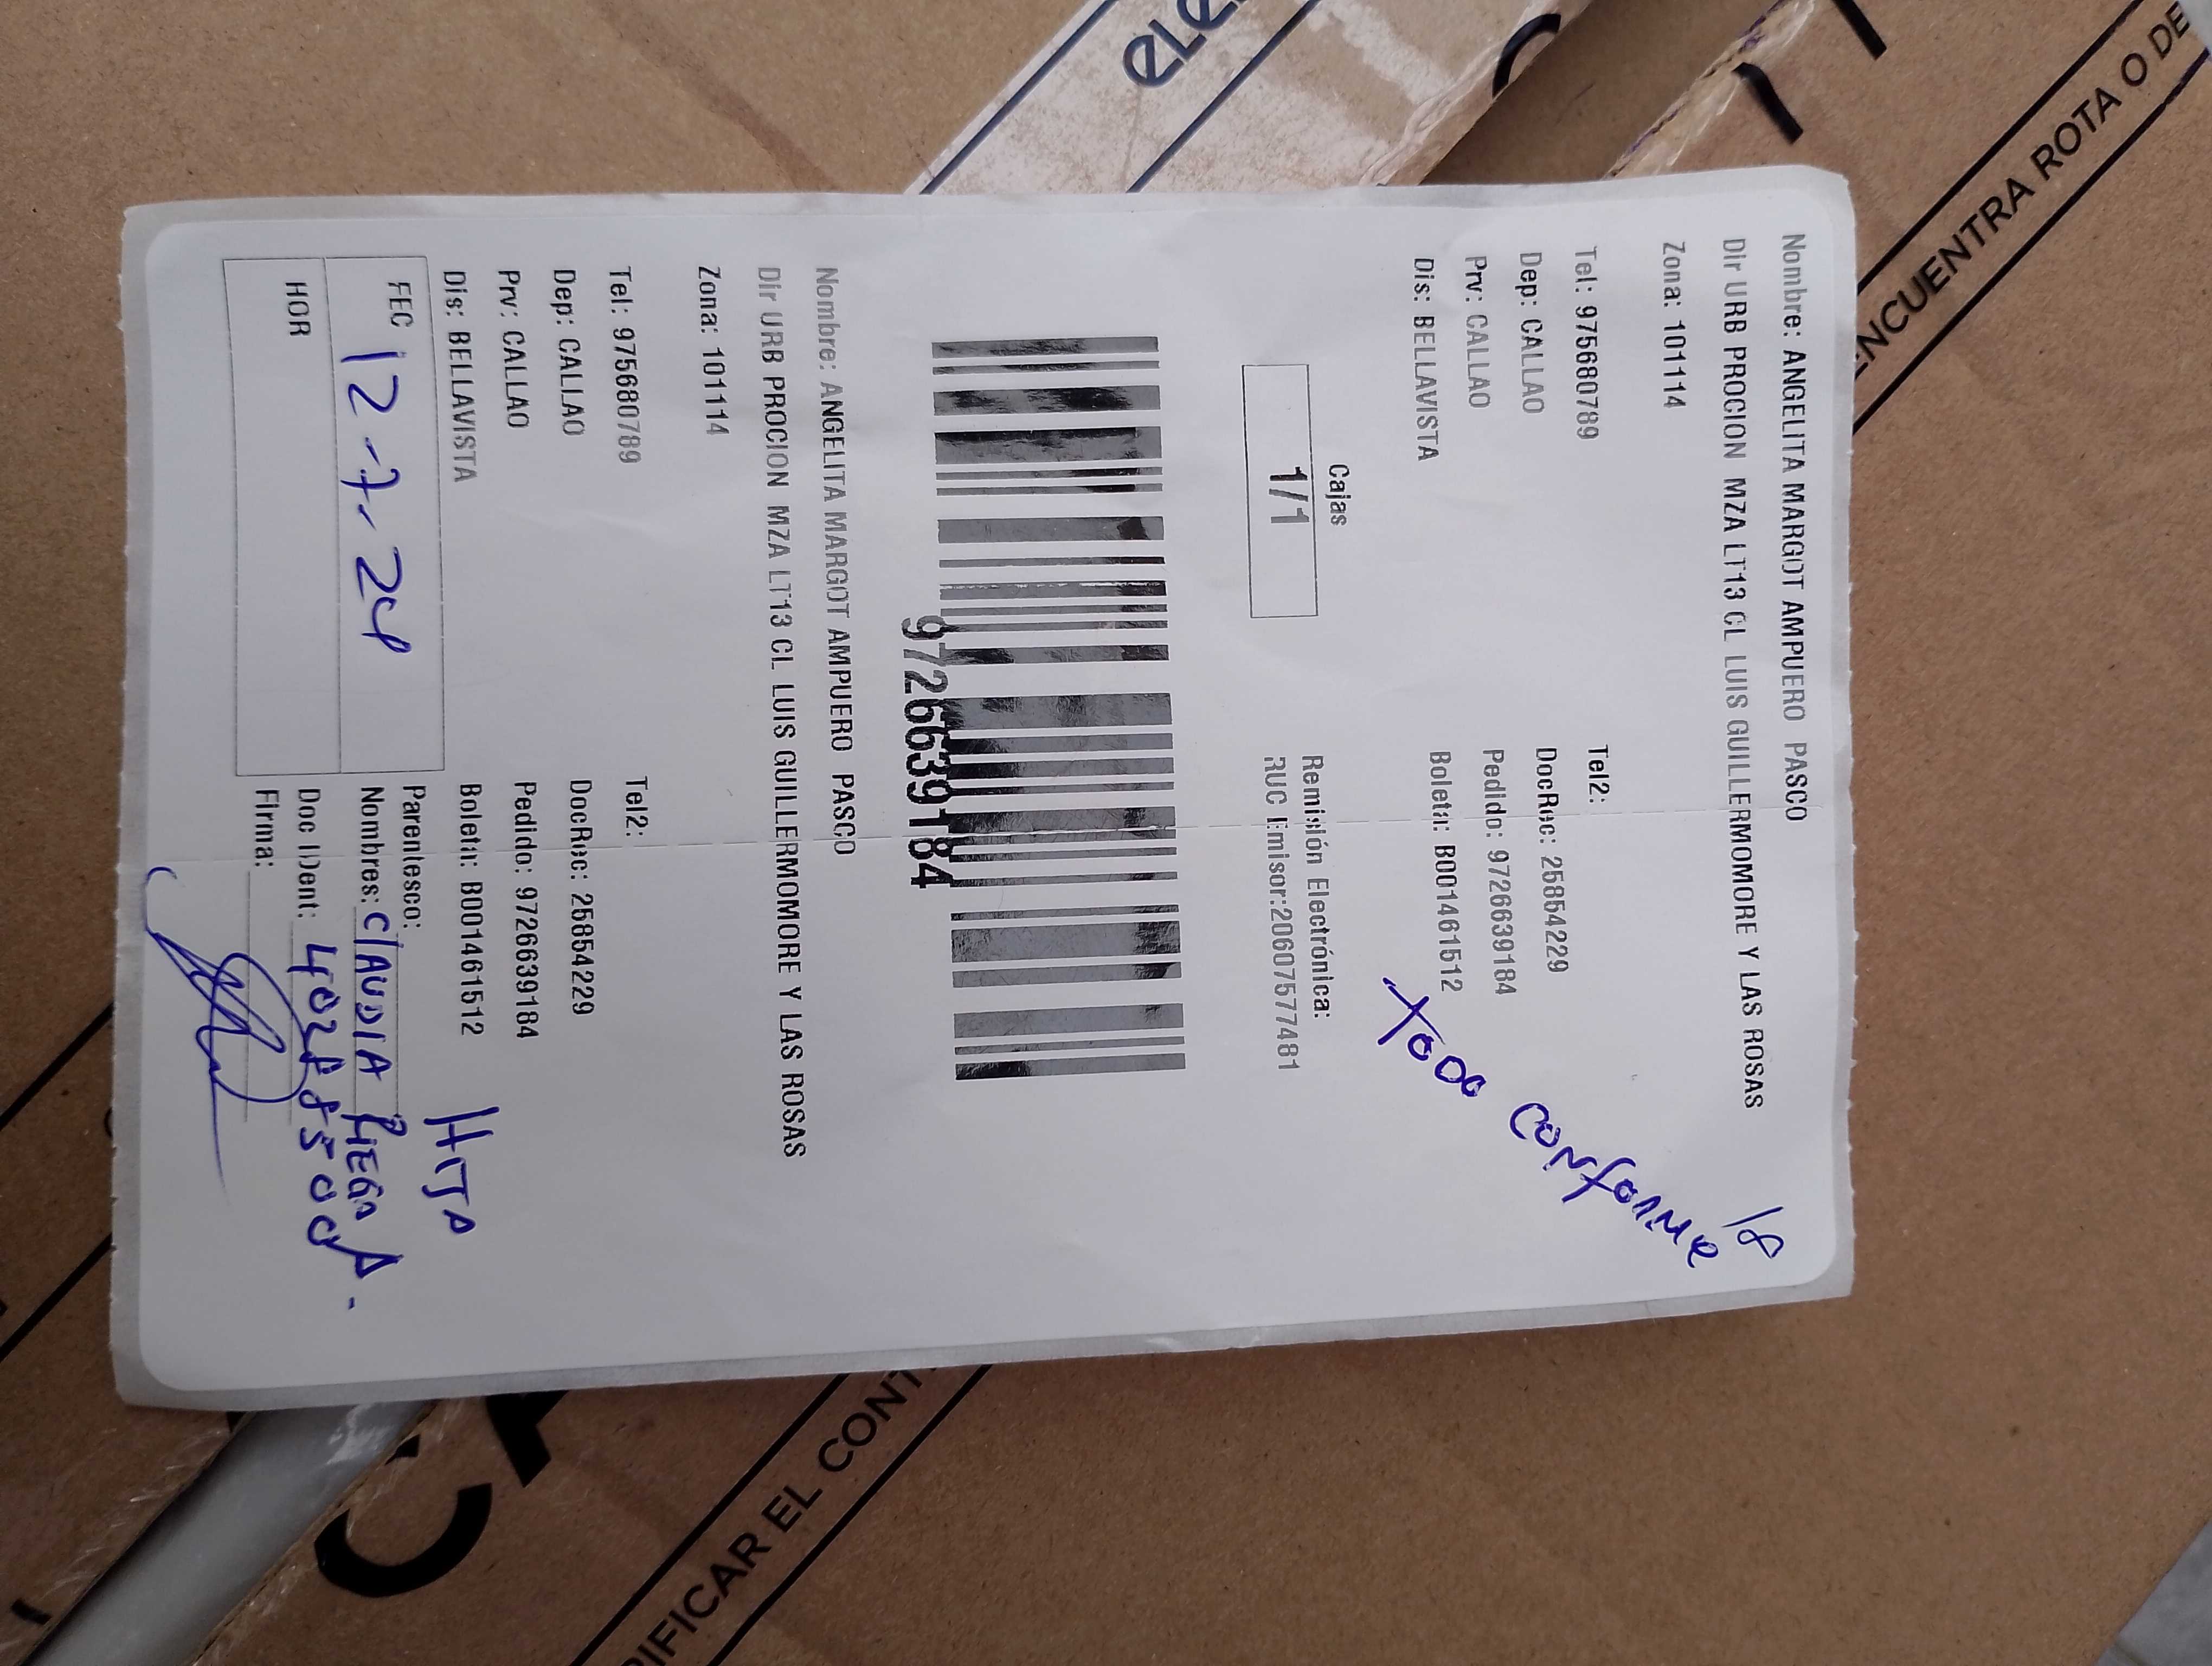 Nombre: ANGELITA MARGOT AMPUERO PASCO
Dir URB PROCION MZA LT13 CL LUIS GUILLERMOMORE Y LAS ROSAS
Zona: 101114
Tel: 975680789 Tel2:
Dep: CALLAO DocRec: 25854229
Prv: CALLAO Pedido: 972663984
Dis: BELLAVISTA Boleta: B001461512
todo conforme
Cajas
1/1
Remisión Electrónica:
RUC Emisor:20607577481
9726639184
Nombre: ANGELITA MARGOT AMPUERO PASCO
Dir URB PROCION MZA LT13 CL LUIS GUILLERMOMORE Y LAS ROSAS
Zona: 101114
Tel: 975680789 Tel2:
Dep: CALLAO DocRec: 25854229
Prv: CALLAO Pedido: 9726639184
Dis: BELLAVISTA Boleta: B001461512
FEC 12-7-24
HOR
Parentesco: HIJA
Nombres: CLAUDIA
Doc IDent:
Firma:
ENCUENTRA ROTA O DE
IFICAR EL CONT